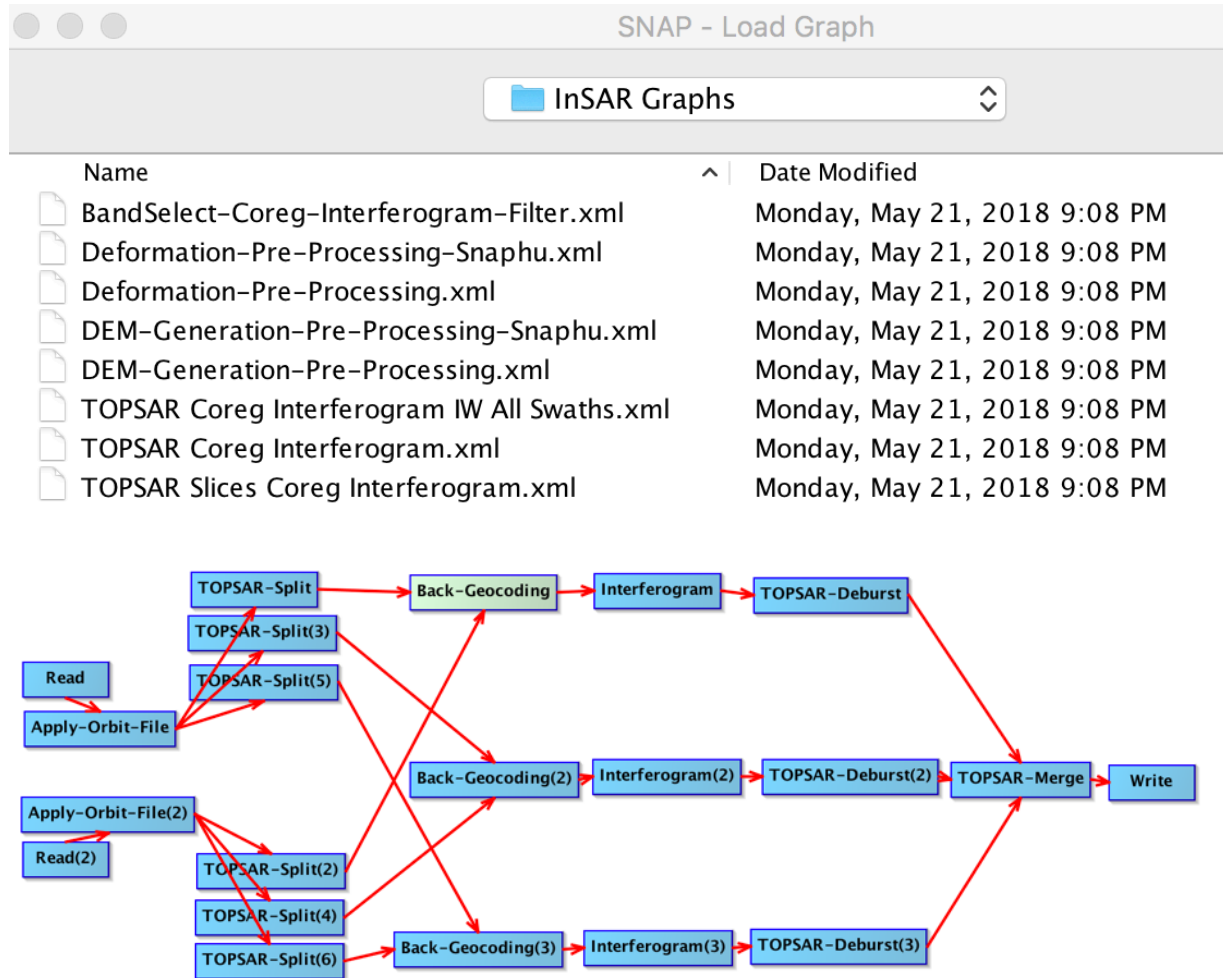 SNAP - Load Graph
InSAR Graphs
Name Date Modified
BandSelect-Coreg-Interferogram-Filter.xml Monday, May 21, 2018 9:08 PM
Deformation-Pre-Processing-Snaphu.xml Monday, May 21, 2018 9:08 PM
Deformation-Pre-Processing.xml Monday, May 21, 2018 9:08 PM
DEM-Generation-Pre-Processing-Snaphu.xml Monday, May 21, 2018 9:08 PM
DEM-Generation-Pre-Processing.xml Monday, May 21, 2018 9:08 PM
TOPSAR Coreg Interferogram IW All Swaths.xml Monday, May 21, 2018 9:08 PM
TOPSAR Coreg Interferogram.xml Monday, May 21, 2018 9:08 PM
TOPSAR Slices Coreg Interferogram.xml Monday, May 21, 2018 9:08 PM
TOPSAR-Split Back-Geocoding Interferogram TOPSAR-Deburst
TOPSAR-Split(3)
Read TOPSAR-Split(5)
Apply-Orbit-File
Back-Geocoding(2) Interferogram(2) TOPSAR-Deburst(2) TOPSAR-Merge Write
Apply-Orbit-File(2)
Read(2)
TOPSAR-Split(2)
TOPSAR-Split(4)
Back-Geocoding(3) Interferogram(3) TOPSAR-Deburst(3)
TOPSAR-Split(6)